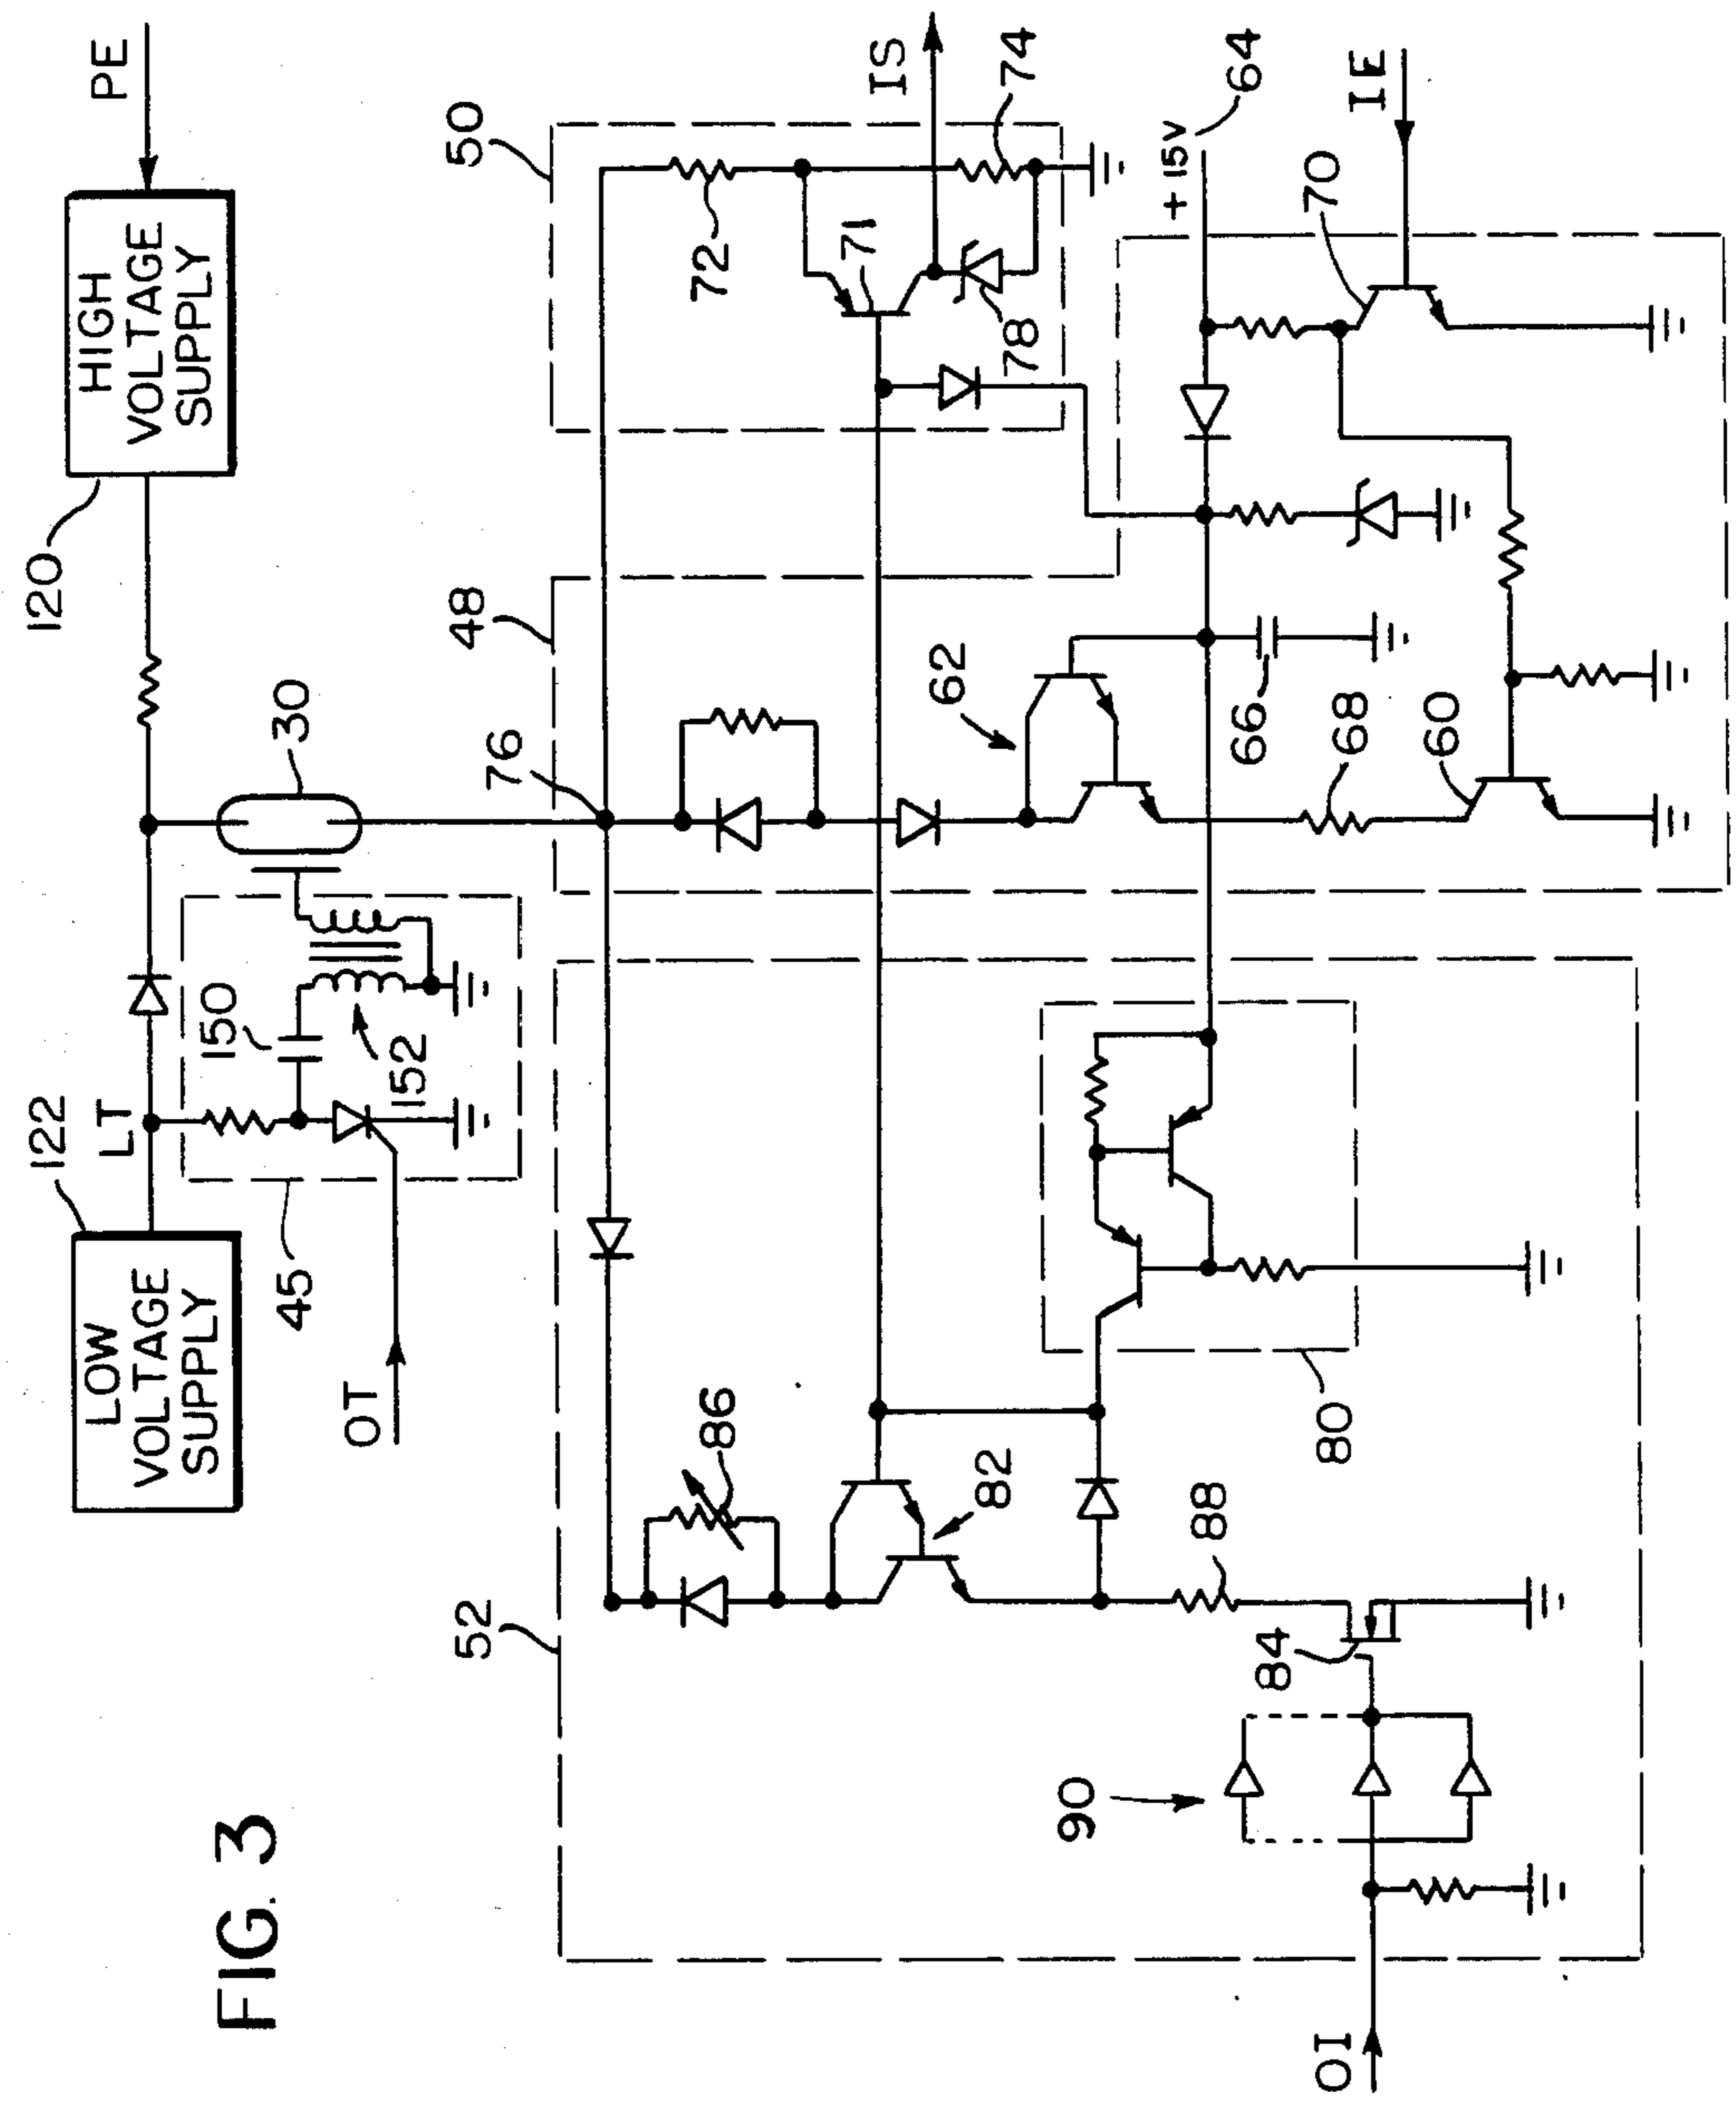 FIG. 3
LOW
VOLTAGE
SUPPLY
122
LT
OT
45
150
152
30
120
HIGH
VOLTAGE
SUPPLY
PE
50
72
71
78
74
IS
76
48
62
66
68
60
+15V
64
70
IE
52
86
82
80
88
84
90
OI